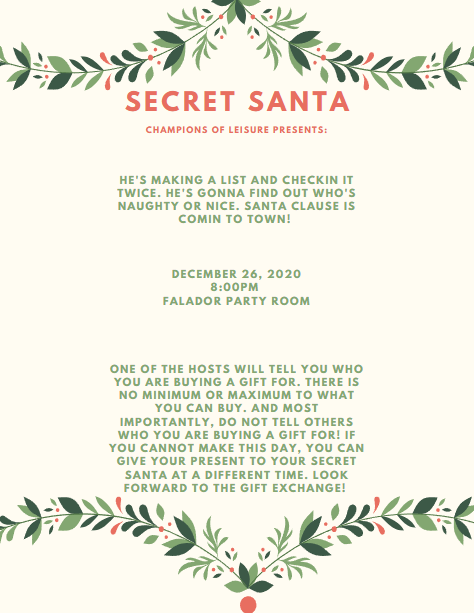 SECRET SANTA
CHAMPIONS OF LEISURE PRESENTS:
HE'S MAKING A LIST AND CHECKIN IT
TWICE. HE'S GONNA FIND OUT WHO'S
NAUGHTY OR NICE. SANTA CLAUSE IS
COMIN TO TOWN!
DECEMBER 26, 2020
8:00PM
FALADOR PARTY ROOM
ONE OF THE HOSTS WILL TELL YOU WHO
YOU ARE BUYING A GIFT FOR. THERE IS
NO MINIMUM OR MAXIMUM TO WHAT
YOU CAN BUY. AND MOST
IMPORTANTLY, DO NOT TELL OTHERS
WHO YOU ARE BUYING A GIFT FOR! IF
YOU CANNOT MAKE THIS DAY, YOU CAN
GIVE YOUR PRESENT TO YOUR SECRET
SANTA AT A DIFFERENT TIME. LOOK
FORWARD TO THE GIFT EXCHANGE!